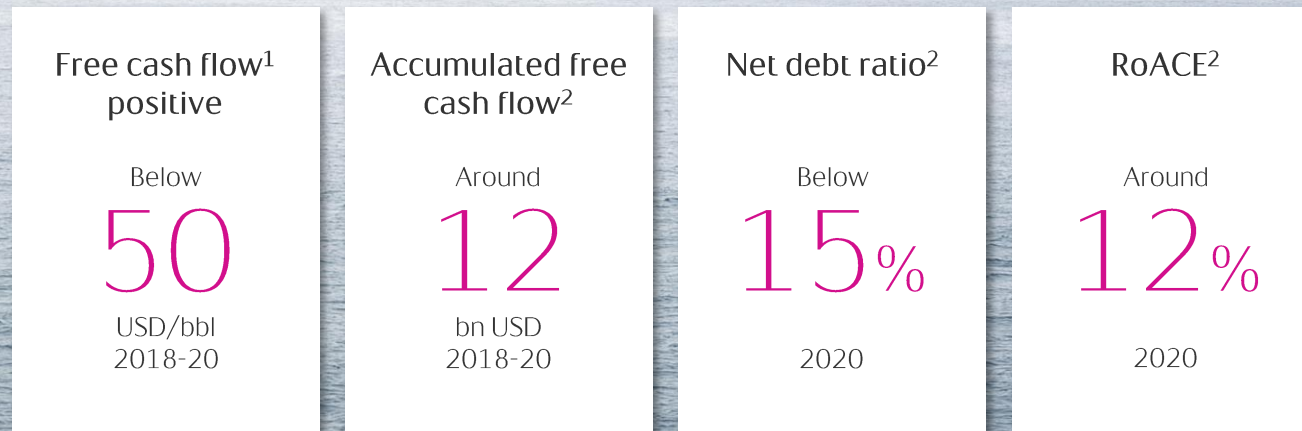 Free cash flow¹
positive
Below
50
USD/bbl
2018-20
Accumulated free
cash flow²
Around
12
bn USD
2018-20
Net debt ratio²
Below
15%
2020
RoACE²
Around
12%
2020